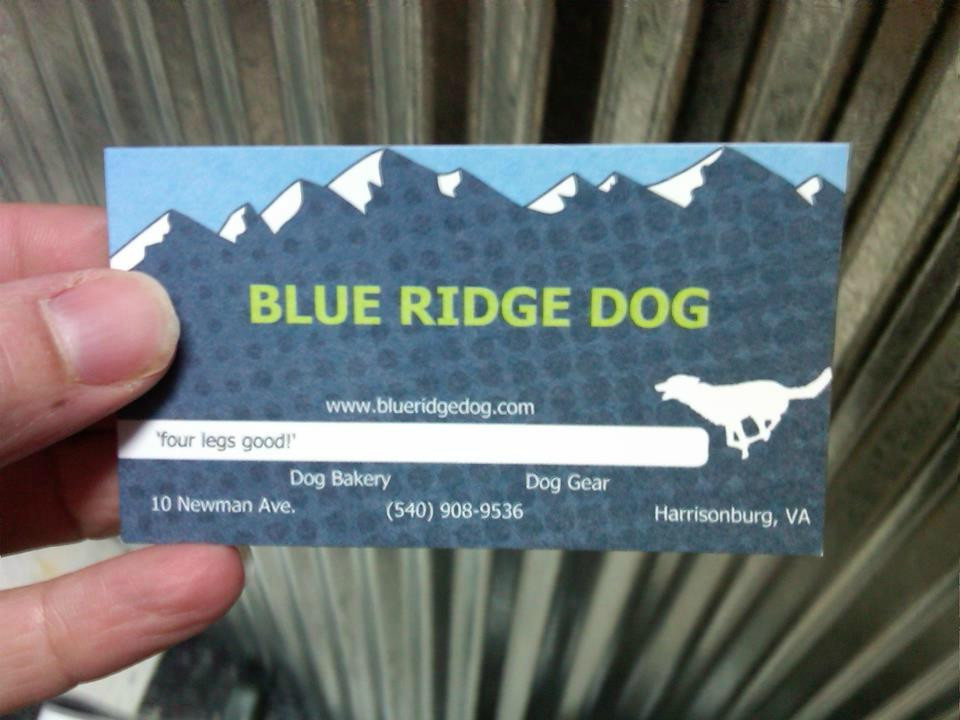 BLUE RIDGE DOG
www.blueridgedog.com
'four legs good!'
Dog Bakery Dog Gear
10 Newman Ave. (540) 908-9536 Harrisonburg, VA